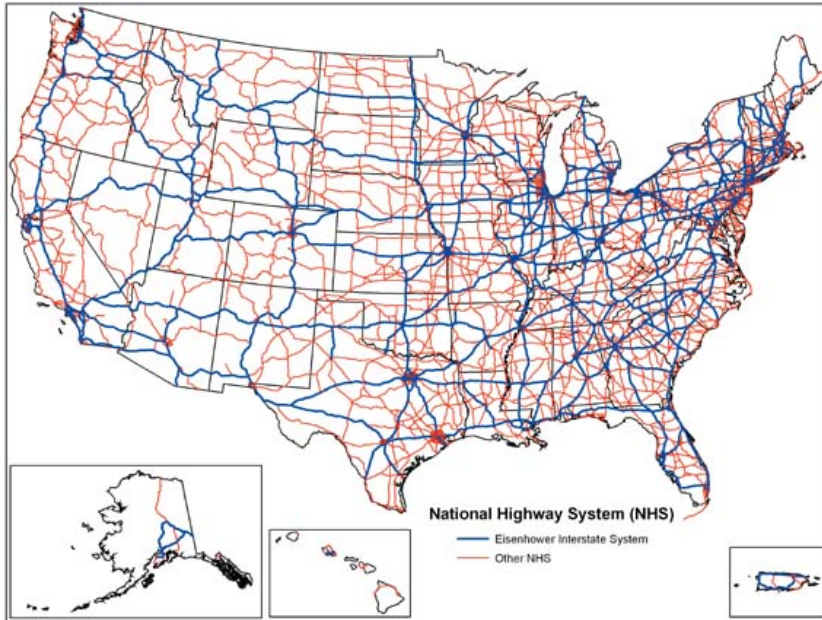 National Highway System (NHS)
Eisenhower Interstate System
Other NHS